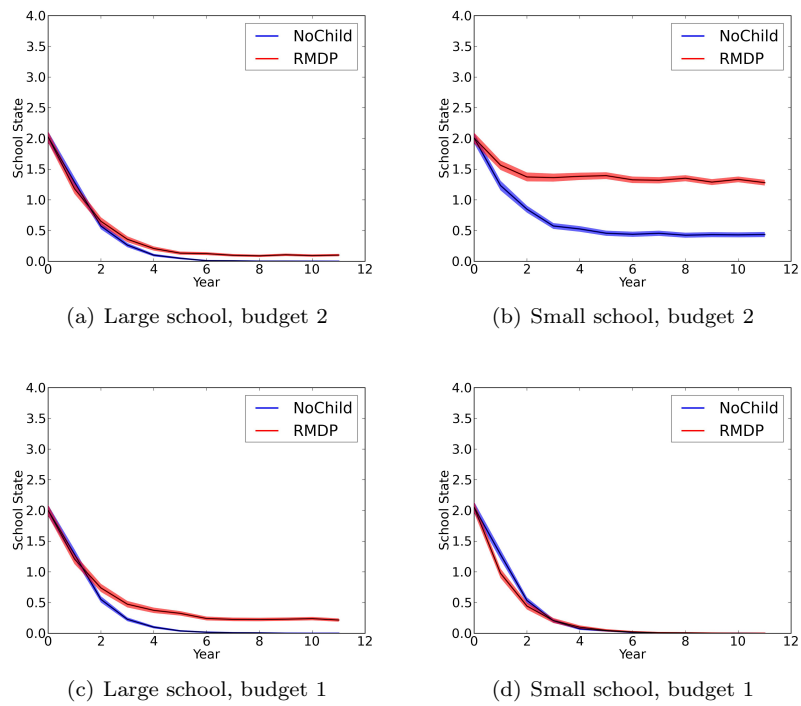 4.0
3.5
3.0
2.5
2.0
1.5
1.0
0.5
0.0
School State
0 2 4 6 8 10 12
Year
NoChild
RMDP
(a) Large school, budget 2
4.0
3.5
3.0
2.5
2.0
1.5
1.0
0.5
0.0
School State
0 2 4 6 8 10 12
Year
NoChild
RMDP
(b) Small school, budget 2
4.0
3.5
3.0
2.5
2.0
1.5
1.0
0.5
0.0
School State
0 2 4 6 8 10 12
Year
NoChild
RMDP
(c) Large school, budget 1
4.0
3.5
3.0
2.5
2.0
1.5
1.0
0.5
0.0
School State
0 2 4 6 8 10 12
Year
NoChild
RMDP
(d) Small school, budget 1